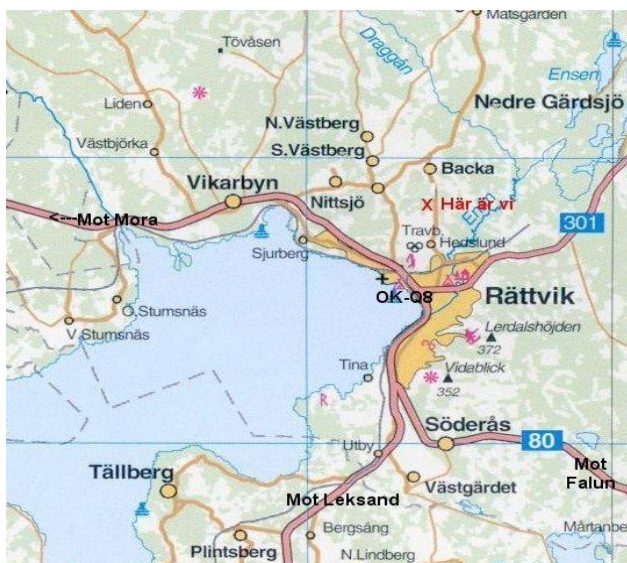 Matsgården
Tövåsen
Draggån
Ensen
Liden
Nedre Gärdsjö
N.Västberg
Västbjörka
S.Västberg
Backa
Vikarbyn
Nittsjö
X Här är vi
Enån
<---Mot Mora
Travb.
301
Sjurberg
Hedslund
OK-Q8
Rättvik
Ö.Stumsnäs
V.Stumsnäs
Lerdalshöjden
372
Tina
Vidablick
352
R
Söderås
80
Utby
Mot
Falun
Tällberg
Västgärdet
Mot Leksand
Bergsäng
Mårtanbe
Plintsberg
N.Lindberg